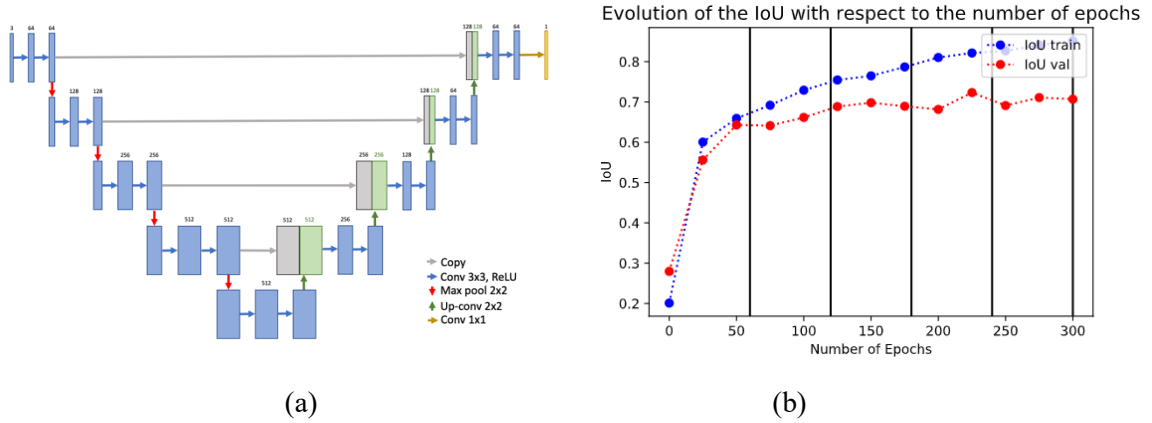 3 64 64
128 128 64 64 1
128 128
128 128 64
256 256
256 256 128
512 512 512 512 256
512
Copy
Conv 3x3, ReLU
Max pool 2x2
Up-conv 2x2
Conv 1x1
(a)
Evolution of the IoU with respect to the number of epochs
IoU train
IoU val
IoU
0.8
0.7
0.6
0.5
0.4
0.3
0.2
0 50 100 150 200 250 300
Number of Epochs
(b)